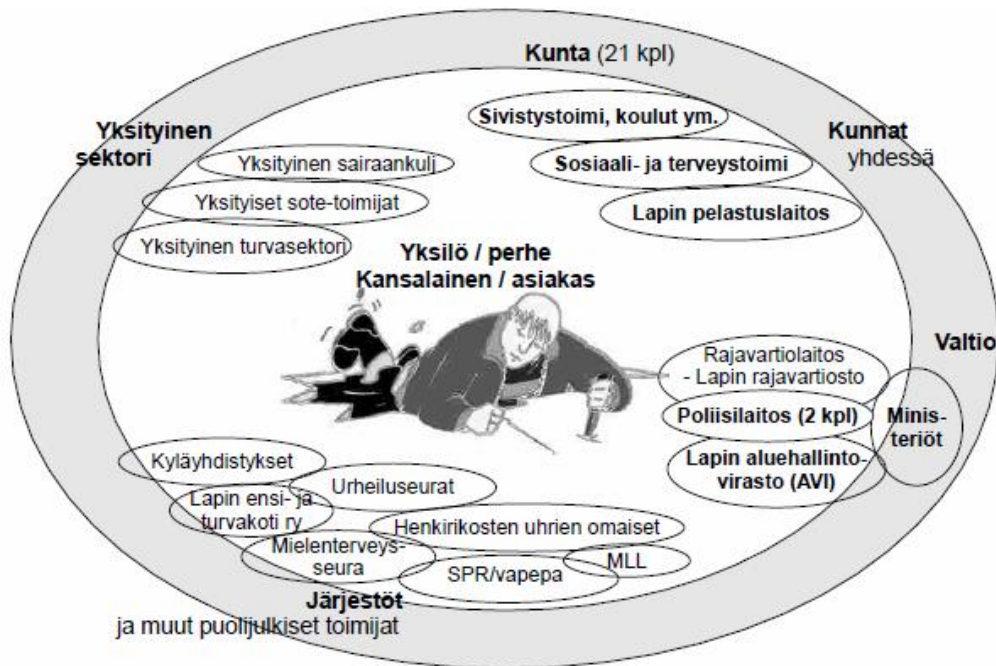 Kunta (21 kpl)
Sivistystoimi, koulut ym.
Yksityinen
sektori
Kunnat
yhdessä
Yksityinen sairaankulj
Sosiaali- ja terveystoimi
Yksityiset sote-toimijat
Lapin pelastuslaitos
Yksityinen turvasektori
Yksilö / perhe
Kansalainen / asiakas
Valtio
Rajavartiolaitos
- Lapin rajavartiosto
Poliisilaitos (2 kpl)
Minis-
teriöt
Lapin aluehallinto-
virasto (AVI)
Kyläyhdistykset
Urheiluseurat
Lapin ensi- ja
turvakoti ry
Henkirikosten uhrien omaiset
Mielenterveys-
seura
MLL
SPR/vapepa
Järjestöt
ja muut puolijulkiset toimijat